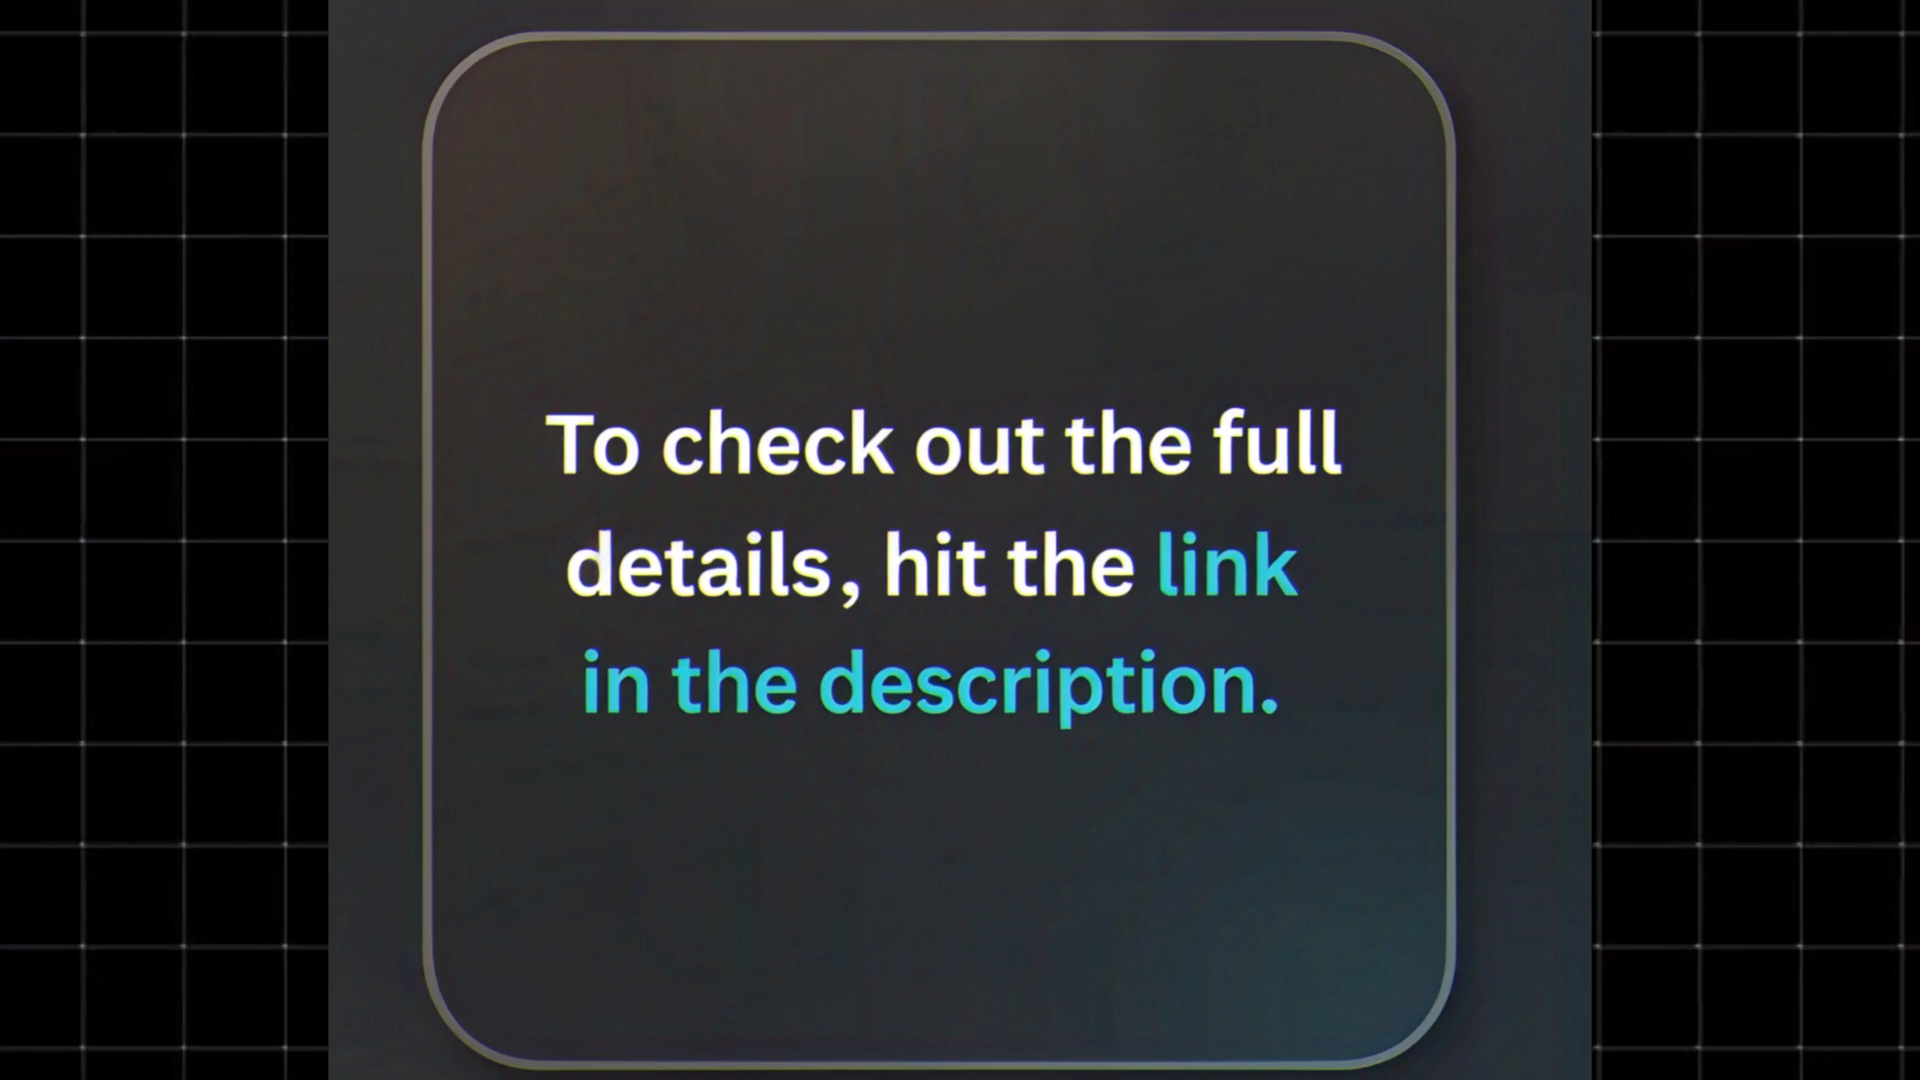 To check out the full
details, hit the link
in the description.